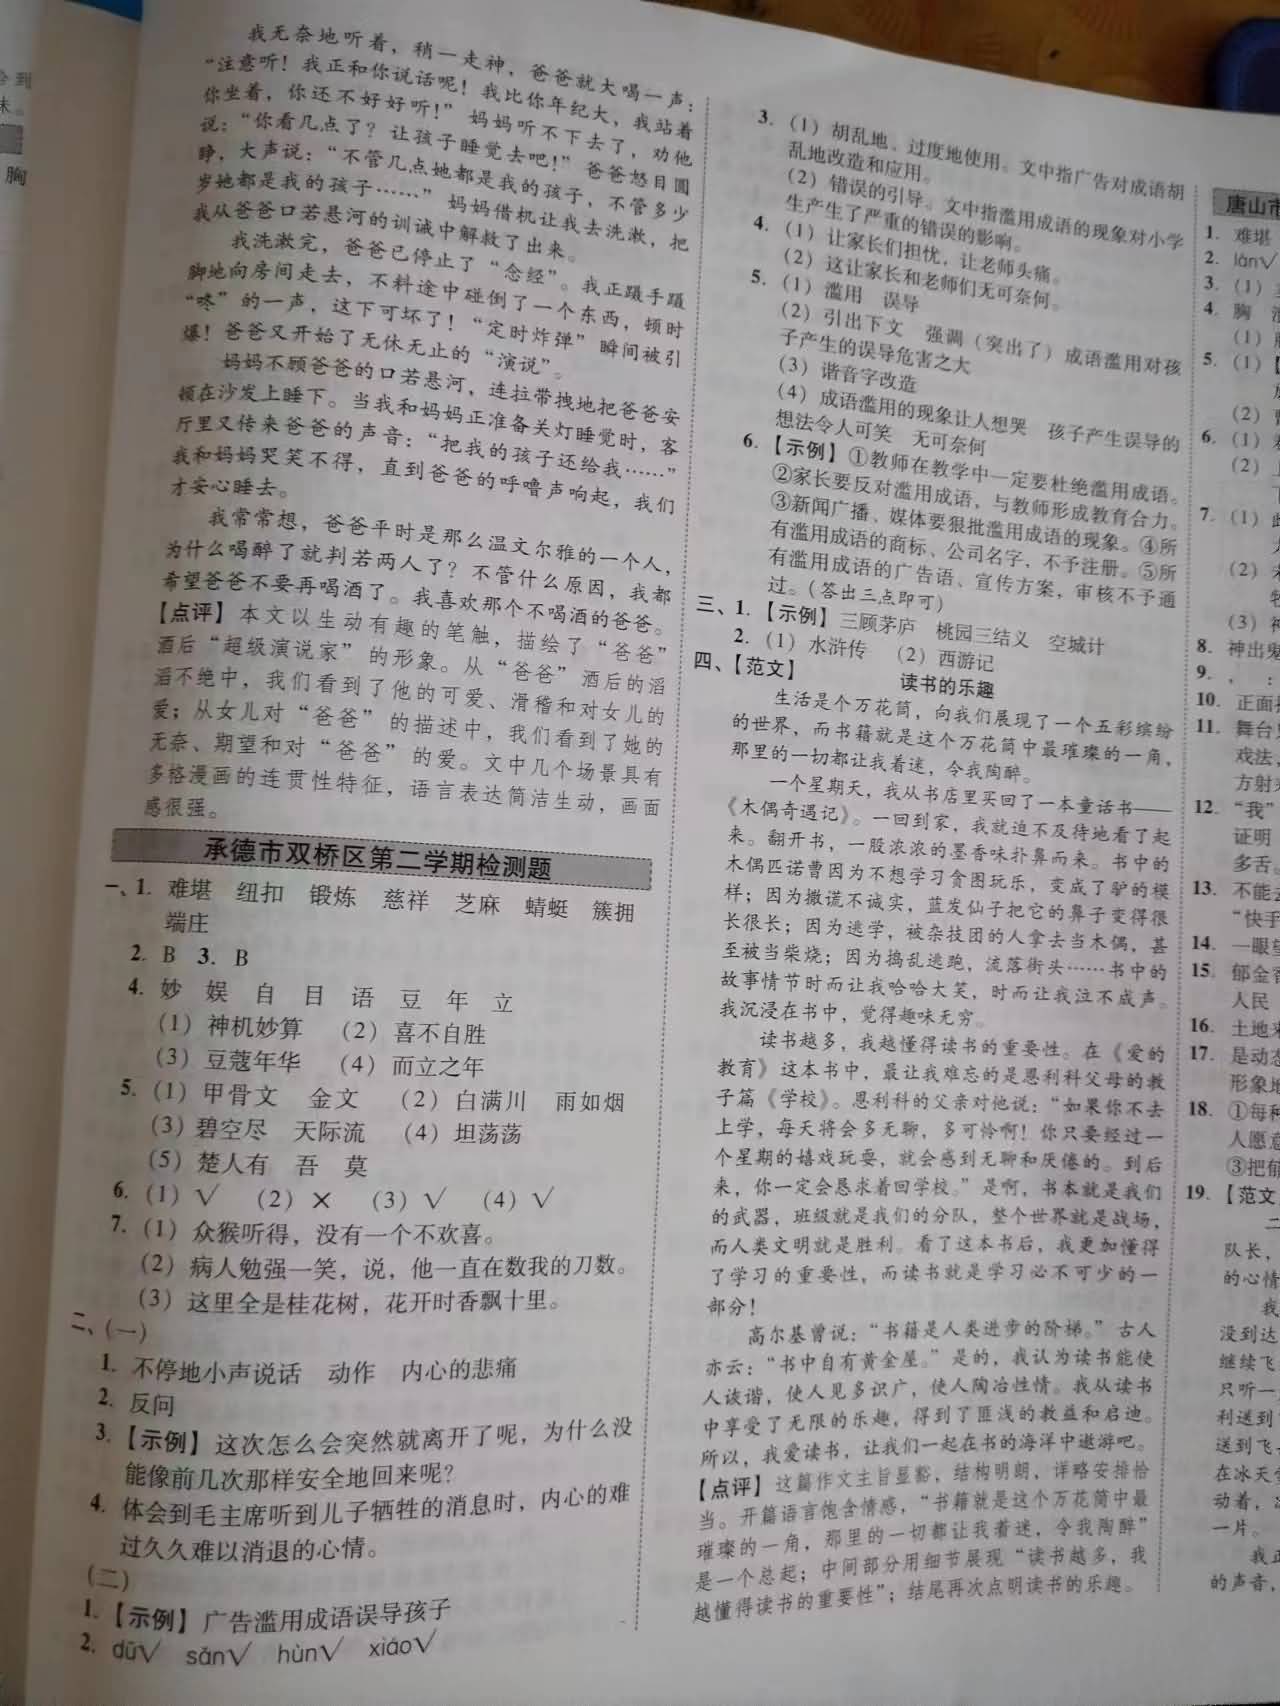 我无奈地听着，稍一走神，爸爸就大喝一声：
“注意听！我正和你说话呢！我比你年纪大，我站着
你坐着，你还不好好听！”妈妈听不下去了，劝他
说：“你看几点了？让孩子睡觉去吧！”爸爸怒目圆
睁，大声说：“不管几点她都是我的孩子，不管多少
岁她都是我的孩子……”妈妈借机让我去洗漱，把
我从爸爸口若悬河的训诫中解救了出来。
我洗漱完，爸爸已停止了“念经”。我正蹑手蹑
脚地向房间走去，不料途中碰倒了一个东西，顿时
“咚”的一声，这下可坏了！“定时炸弹”瞬间被引
爆！爸爸又开始了无休无止的“演说”。
妈妈不顾爸爸的口若悬河，连拉带拽地把爸爸安
顿在沙发上睡下。当我和妈妈正准备关灯睡觉时，客
厅里又传来爸爸的声音：“把我的孩子还给我……”
我和妈妈哭笑不得，直到爸爸的呼噜声响起，我们
才安心睡去。
我常常想，爸爸平时是那么温文尔雅的一个人，
为什么喝醉了就判若两人了？不管什么原因，我都
希望爸爸不要再喝酒了。我喜欢那个不喝酒的爸爸。
【点评】本文以生动有趣的笔触，描绘了“爸爸”
酒后“超级演说家”的形象。从“爸爸”酒后的滔
滔不绝中，我们看到了他的可爱、滑稽和对女儿的
爱；从女儿对“爸爸”的描述中，我们看到了她的
无奈、期望和对“爸爸”的爱。文中几个场景具有
多格漫画的连贯性特征，语言表达简洁生动，画面
感很强。
承德市双桥区第二学期检测题
一、1. 难堪 纽扣 锻炼 慈祥 芝麻 蜻蜓 簇拥
端庄
2. B 3. B
4. 妙 娱 自 目 语 豆 年 立
（1）神机妙算 （2）喜不自胜
（3）豆蔻年华 （4）而立之年
5.（1）甲骨文 金文 （2）白满川 雨如烟
（3）碧空尽 天际流 （4）坦荡荡
（5）楚人有 吾 莫
6.（1）√ （2）× （3）√ （4）√
7.（1）众猴听得，没有一个不欢喜。
（2）病人勉强一笑，说，他一直在数我的刀数。
（3）这里全是桂花树，花开时香飘十里。
二、（一）
1. 不停地小声说话 动作 内心的悲痛
2. 反问
3.【示例】这次怎么会突然就离开了呢，为什么没
能像前几次那样安全地回来呢？
4. 体会到毛主席听到儿子牺牲的消息时，内心的难
过久久难以消退的心情。
（二）
1.【示例】广告滥用成语误导孩子
2. dū√ sǎn√ hùn√ xiáo√
3.（1）胡乱地、过度地使用。文中指广告对成语胡
乱地改造和应用。
（2）错误的引导。文中指滥用成语的现象对小学
生产生了严重的错误的影响。
4.（1）让家长们担忧，让老师头痛。
（2）这让家长和老师们无可奈何。
5.（1）滥用 误导
（2）引出下文 强调（突出了）成语滥用对孩
子产生的误导危害之大
（3）谐音字改造
（4）成语滥用的现象让人想哭 孩子产生误导的
想法令人可笑 无可奈何
6.【示例】①教师在教学中一定要杜绝滥用成语。
②家长要反对滥用成语，与教师形成教育合力。
③新闻广播、媒体要狠批滥用成语的现象。④所
有滥用成语的商标、公司名字，不予注册。⑤所
有滥用成语的广告语、宣传方案，审核不予通
过。（答出三点即可）
三、1.【示例】三顾茅庐 桃园三结义 空城计
2.（1）水浒传 （2）西游记
四、【范文】
读书的乐趣
生活是个万花筒，向我们展现了一个五彩缤纷
的世界，而书籍就是这个万花筒中最璀璨的一角，
那里的一切都让我着迷，令我陶醉。
一个星期天，我从书店里买回了一本童话书——
《木偶奇遇记》。一回到家，我就迫不及待地看了起
来。翻开书，一股浓浓的墨香味扑鼻而来。书中的
木偶匹诺曹因为不想学习贪图玩乐，变成了驴的模
样；因为撒谎不诚实，蓝发仙子把它的鼻子变得很
长很长；因为逃学，被杂技团的人拿去当木偶，甚
至被当柴烧；因为捣乱逃跑，流落街头……书中的
故事情节时而让我哈哈大笑，时而让我泣不成声。
我沉浸在书中，觉得趣味无穷。
读书越多，我越懂得读书的重要性。在《爱的
教育》这本书中，最让我难忘的是恩利科父母的教
子篇《学校》。恩利科的父亲对他说：“如果你不去
上学，每天将会多无聊，多可怜啊！你只要经过一
个星期的嬉戏玩耍，就会感到无聊和厌倦的。到后
来，你一定会恳求着回学校。”是啊，书本就是我们
的武器，班级就是我们的分队，整个世界就是战场，
而人类文明就是胜利。看了这本书后，我更加懂得
了学习的重要性，而读书就是学习必不可少的一
部分！
高尔基曾说：“书籍是人类进步的阶梯。”古人
亦云：“书中自有黄金屋。”是的，我认为读书能使
人诙谐，使人见多识广，使人陶冶性情。我从读书
中享受了无限的乐趣，得到了匪浅的教益和启迪。
所以，我爱读书，让我们一起在书的海洋中遨游吧。
【点评】这篇作文主旨显豁，结构明朗，详略安排恰
当。开篇语言饱含情感，“书籍就是这个万花筒中最
璀璨的一角，那里的一切都让我着迷，令我陶醉”
是一个总起；中间部分用细节展现“读书越多，我
越懂得读书的重要性”；结尾再次点明读书的乐趣。
唐山市
1. 难堪
2. lǎn√
3.（1）
4. 胸
（1）
5.（1）【
（2）
6.（1）
（2）
7.（1）
（2）
（3）
8. 神出鬼
9. ， ：
10. 正面
11. 舞台
戏法，
方射
12. “我”
证明
多舌。
13. 不能
“快手
14. 一眼
15. 郁金
人民
16. 土地
17. 是动态
形象地
18. ①每种
人愿意
③把郁
19.【范文
队长，
的心情
我
没到达
继续飞
只听一
利送到
送到飞
在冰天
动着，
一片。
我正
的声音，
到
味。
胸